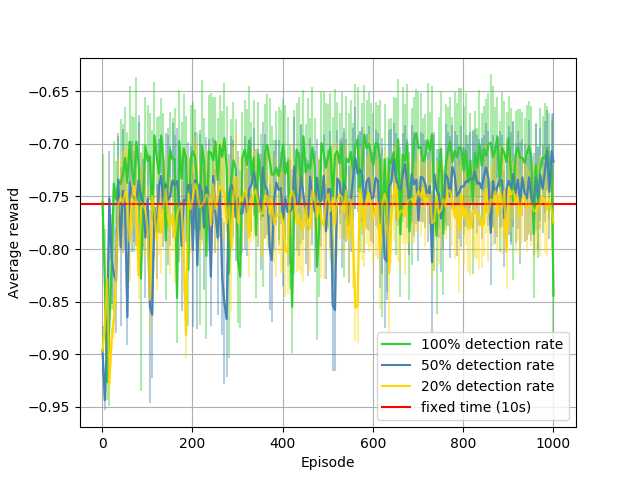 −0.65
−0.70
−0.75
−0.80
−0.85
−0.90
−0.95
Average reward
0
200
400
600
800
1000
Episode
100% detection rate
50% detection rate
20% detection rate
fixed time (10s)